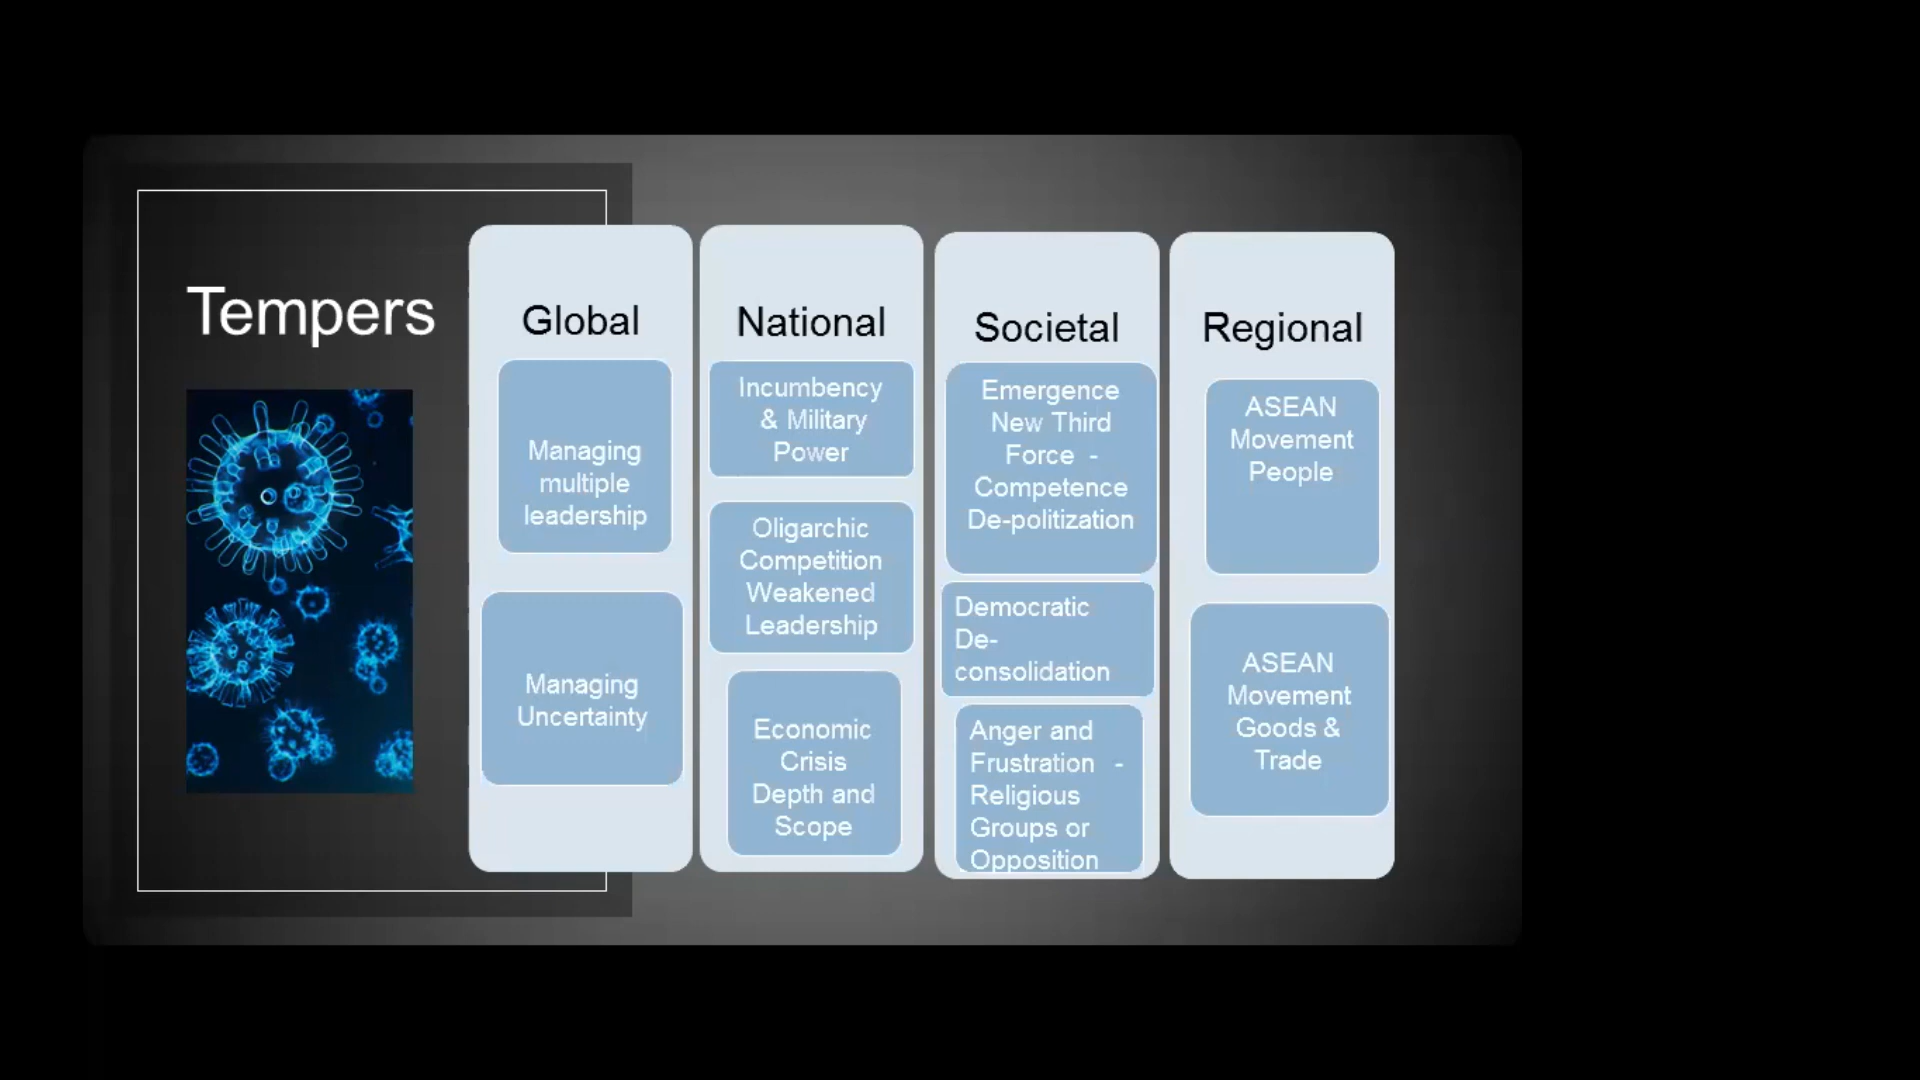 Tempers
Global
Managing
multiple
leadership
Managing
Uncertainty
National
Incumbency
& Military
Power
Oligarchic
Competition
Weakened
Leadership
Economic
Crisis
Depth and
Scope
Societal
Emergence
New Third
Force -
Competence
De-politization
Democratic
De-
consolidation
Anger and
Frustration -
Religious
Groups or
Opposition
Regional
ASEAN
Movement
People
ASEAN
Movement
Goods &
Trade